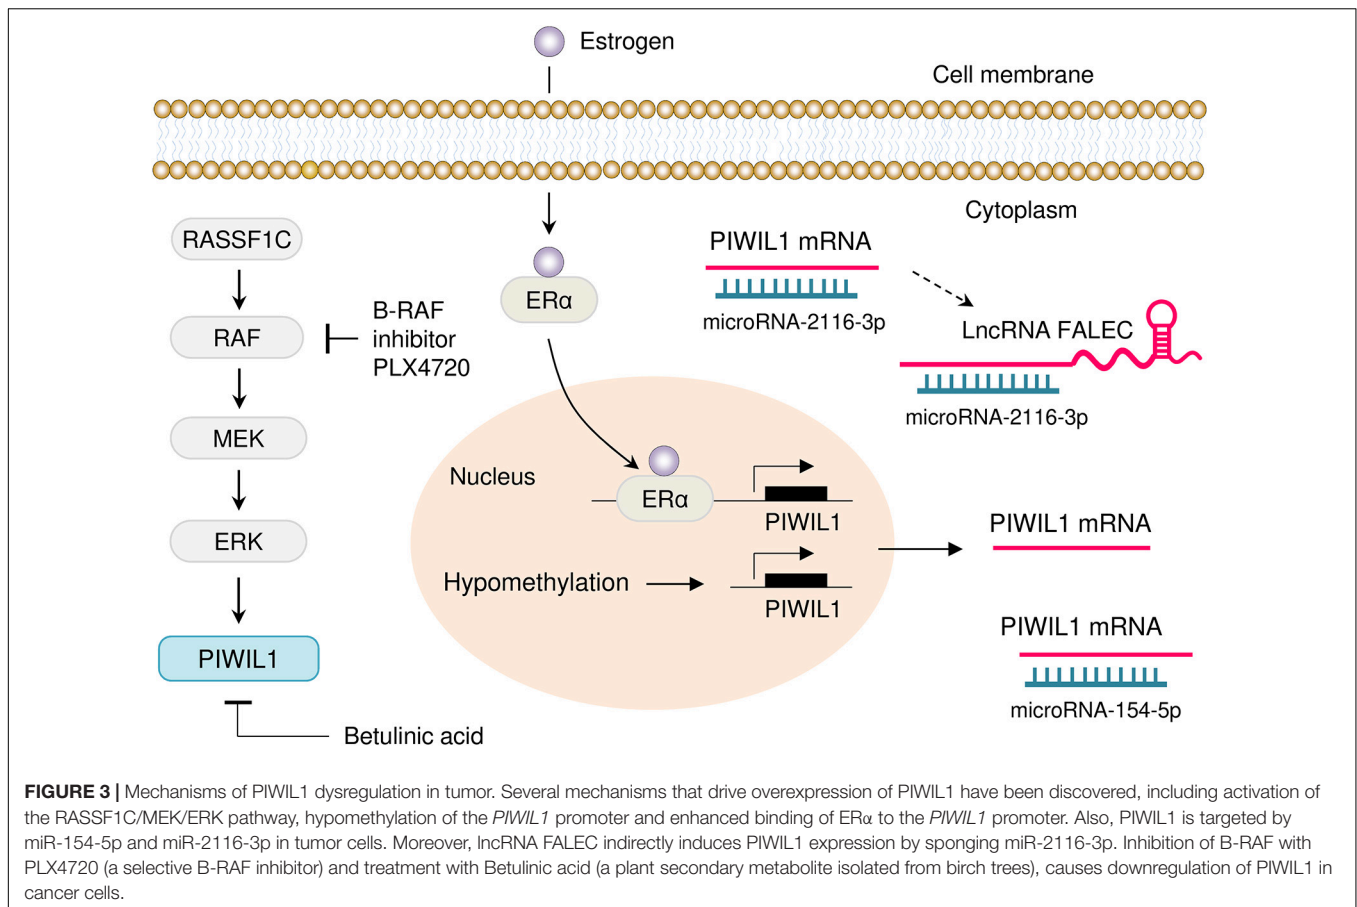 Estrogen
Cell membrane
Cytoplasm
RASSF1C
RAF
MEK
ERK
PIWIL1
B-RAF
inhibitor
PLX4720
Betulinic acid
ERα
Nucleus
ERα
PIWIL1
Hypomethylation
PIWIL1
PIWIL1 mRNA
microRNA-2116-3p
LncRNA FALEC
microRNA-2116-3p
PIWIL1 mRNA
PIWIL1 mRNA
microRNA-154-5p
FIGURE 3 | Mechanisms of PIWIL1 dysregulation in tumor. Several mechanisms that drive overexpression of PIWIL1 have been discovered, including activation of
the RASSF1C/MEK/ERK pathway, hypomethylation of the PIWIL1 promoter and enhanced binding of ERα to the PIWIL1 promoter. Also, PIWIL1 is targeted by
miR-154-5p and miR-2116-3p in tumor cells. Moreover, lncRNA FALEC indirectly induces PIWIL1 expression by sponging miR-2116-3p. Inhibition of B-RAF with
PLX4720 (a selective B-RAF inhibitor) and treatment with Betulinic acid (a plant secondary metabolite isolated from birch trees), causes downregulation of PIWIL1 in
cancer cells.